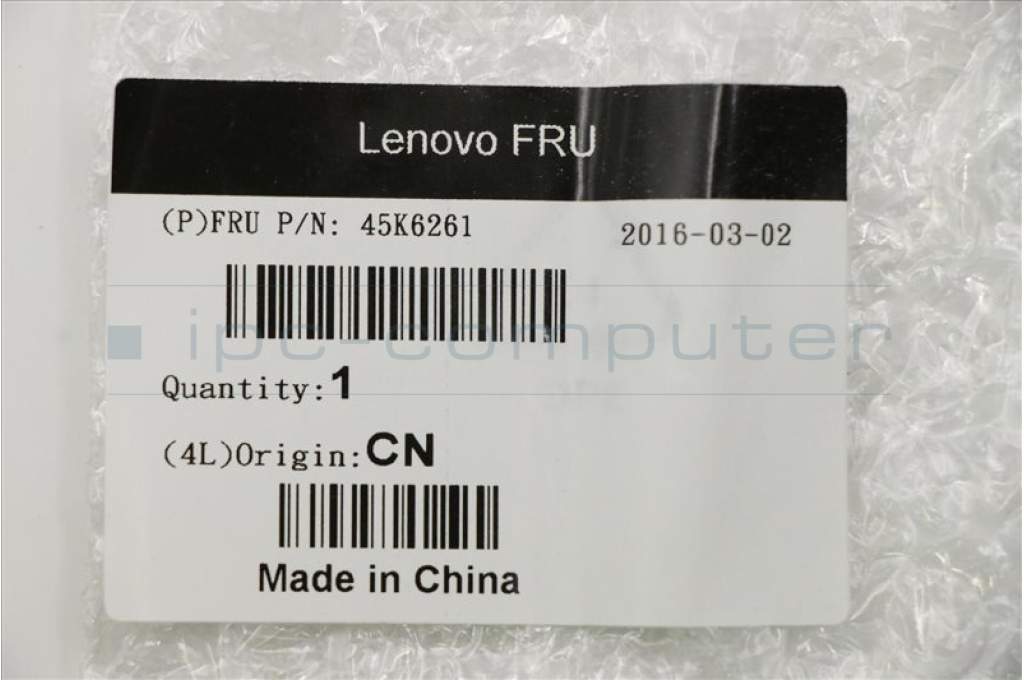 Lenovo FRU
(P)FRU P/N: 45K6261
2016-03-02
ipc-computer
Quantity:1
(4L)Origin:CN
Made in China